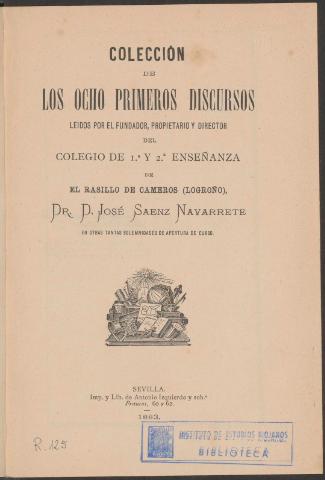 COLECCIÓN
DE
LOS OCHO PRIMEROS DISCURSOS
LEIDOS POR EL FUNDADOR, PROPIETARIO Y DIRECTOR
DEL
COLEGIO DE 1.ª Y 2.ª ENSEÑANZA
DE
EL RASILLO DE CAMEROS (LOGROÑO),
DR. D. JOSÉ SAENZ NAVARRETE
EN OTRAS TANTAS SOLEMNIDADES DE APERTURA DE CURSO.
SEVILLA.
Imp. y Lib. de Antonio Izquierdo y sob.º
Francos, 60 y 62.
1883.
R. 125
INSTITUTO DE ESTUDIOS RIOJANOS
BIBLIOTECA